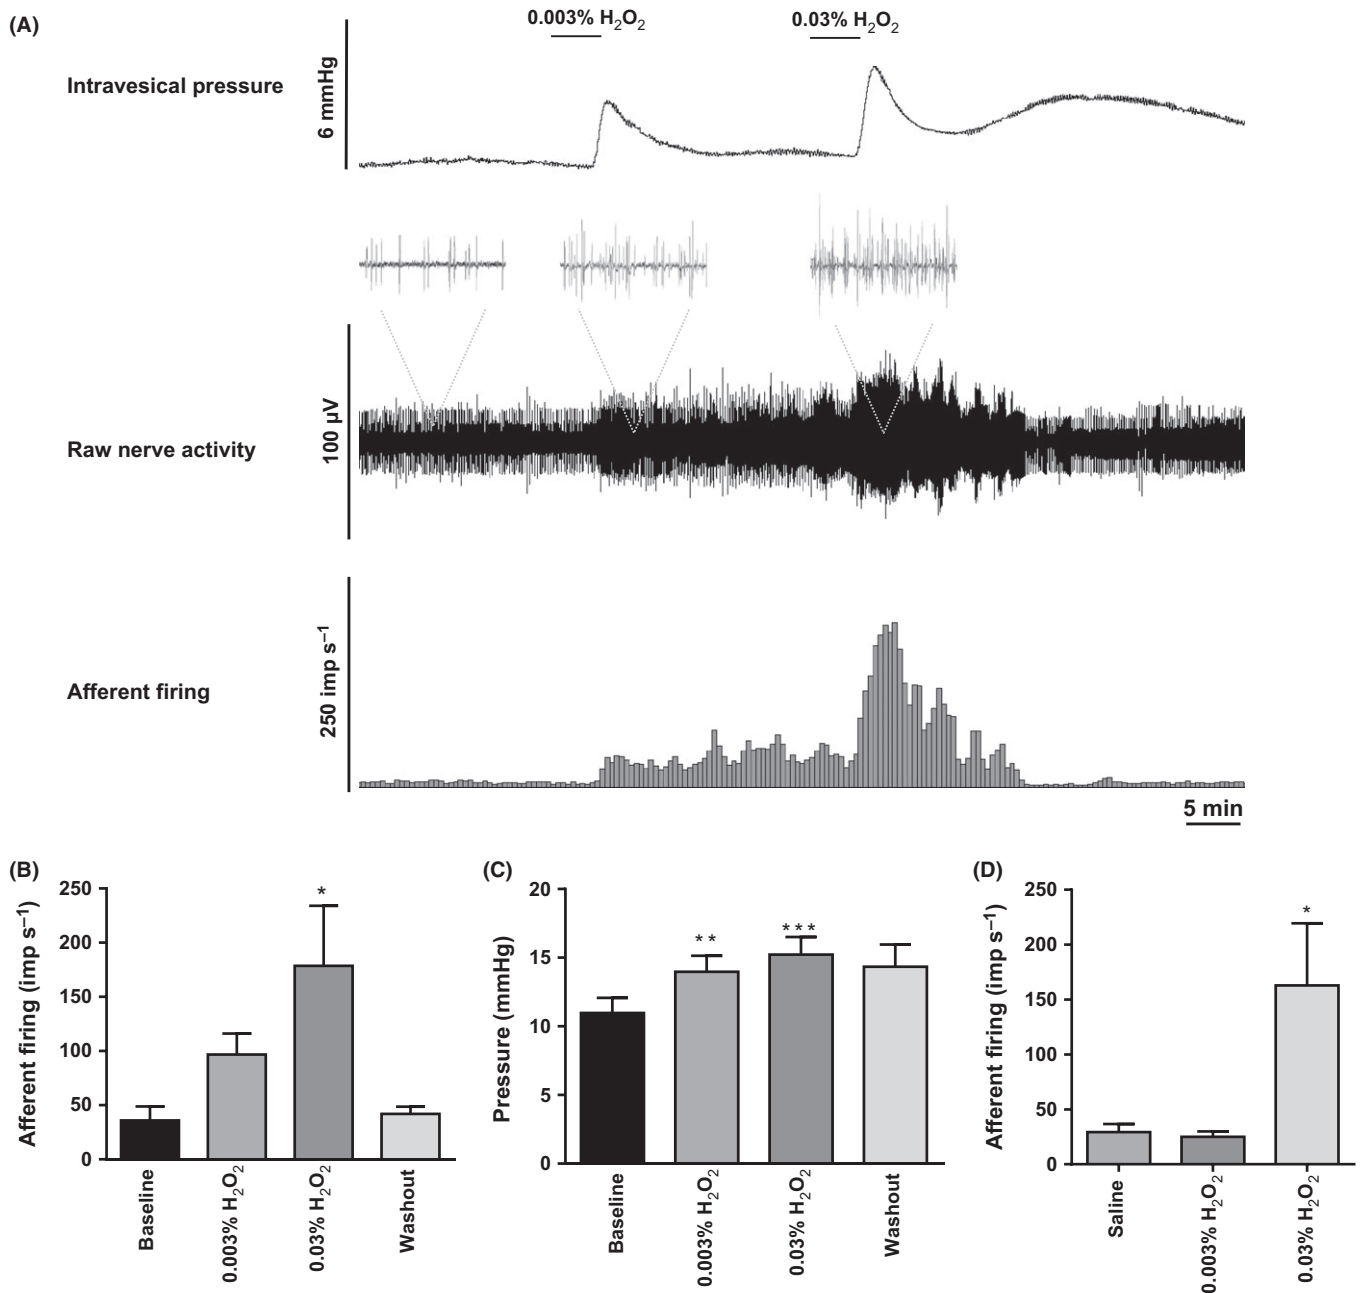 (A)
0.003% H₂O₂ 0.03% H₂O₂
Intravesical pressure
6 mmHg
Raw nerve activity
100 µV
Afferent firing
250 imp s⁻¹
5 min
(B)
Afferent firing (imp s⁻¹)
250
200
150
100
50
0
*
Baseline
0.003% H₂O₂
0.03% H₂O₂
Washout
(C)
Pressure (mmHg)
20
15
10
5
0
**
***
Baseline
0.003% H₂O₂
0.03% H₂O₂
Washout
(D)
Afferent firing (imp s⁻¹)
250
200
150
100
50
0
*
Saline
0.003% H₂O₂
0.03% H₂O₂